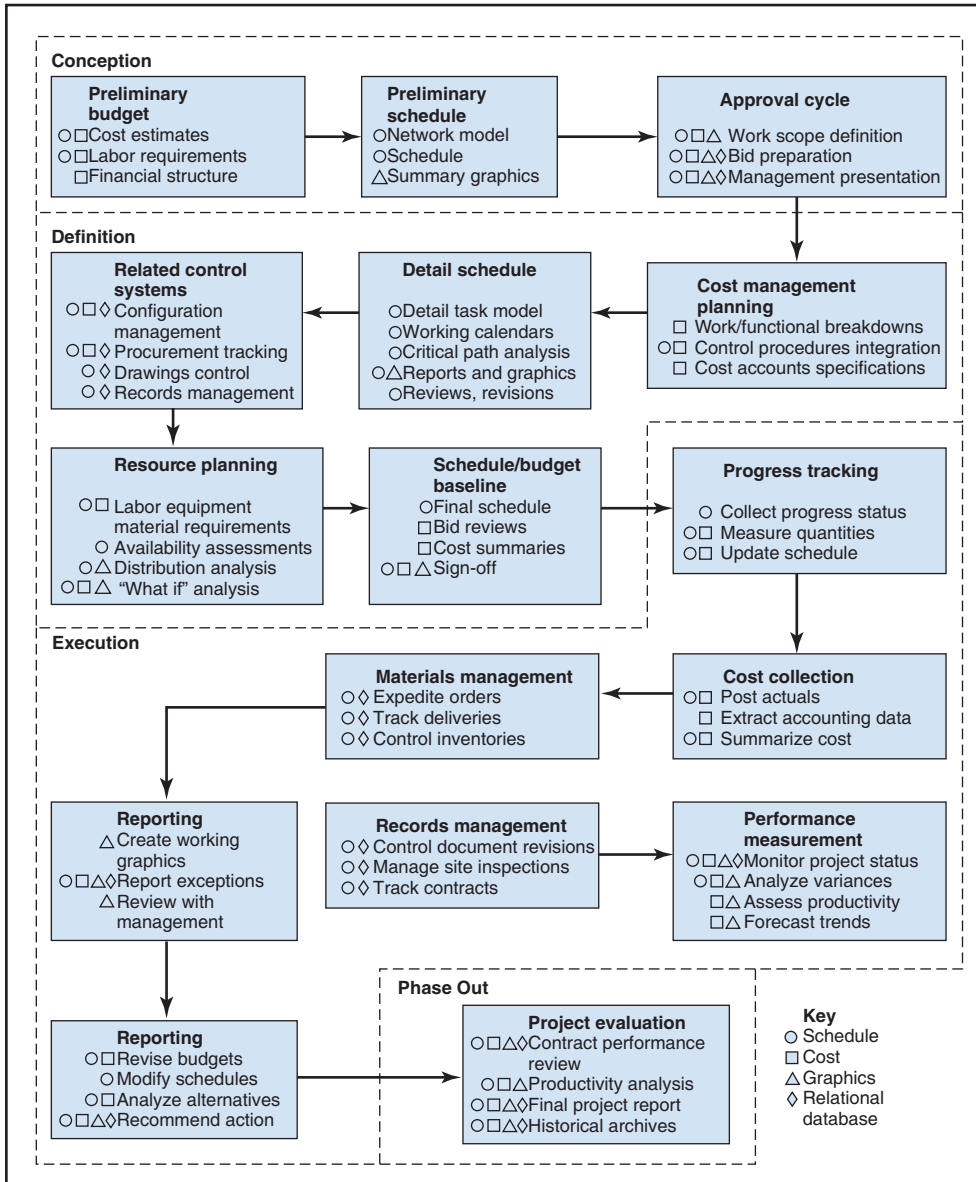 Conception
Preliminary
budget
Cost estimates
Labor requirements
Financial structure
Preliminary
schedule
Network model
Schedule
Summary graphics
Approval cycle
Work scope definition
Bid preparation
Management presentation
Definition
Related control
systems
Configuration
management
Procurement tracking
Drawings control
Records management
Detail schedule
Detail task model
Working calendars
Critical path analysis
Reports and graphics
Reviews, revisions
Cost management
planning
Work/functional breakdowns
Control procedures integration
Cost accounts specifications
Resource planning
Labor equipment
material requirements
Availability assessments
Distribution analysis
“What if” analysis
Schedule/budget
baseline
Final schedule
Bid reviews
Cost summaries
Sign-off
Progress tracking
Collect progress status
Measure quantities
Update schedule
Execution
Materials management
Expedite orders
Track deliveries
Control inventories
Cost collection
Post actuals
Extract accounting data
Summarize cost
Reporting
Create working
graphics
Report exceptions
Review with
management
Records management
Control document revisions
Manage site inspections
Track contracts
Performance
measurement
Monitor project status
Analyze variances
Assess productivity
Forecast trends
Reporting
Revise budgets
Modify schedules
Analyze alternatives
Recommend action
Phase Out
Project evaluation
Contract performance
review
Productivity analysis
Final project report
Historical archives
Key
Schedule
Cost
Graphics
Relational
database